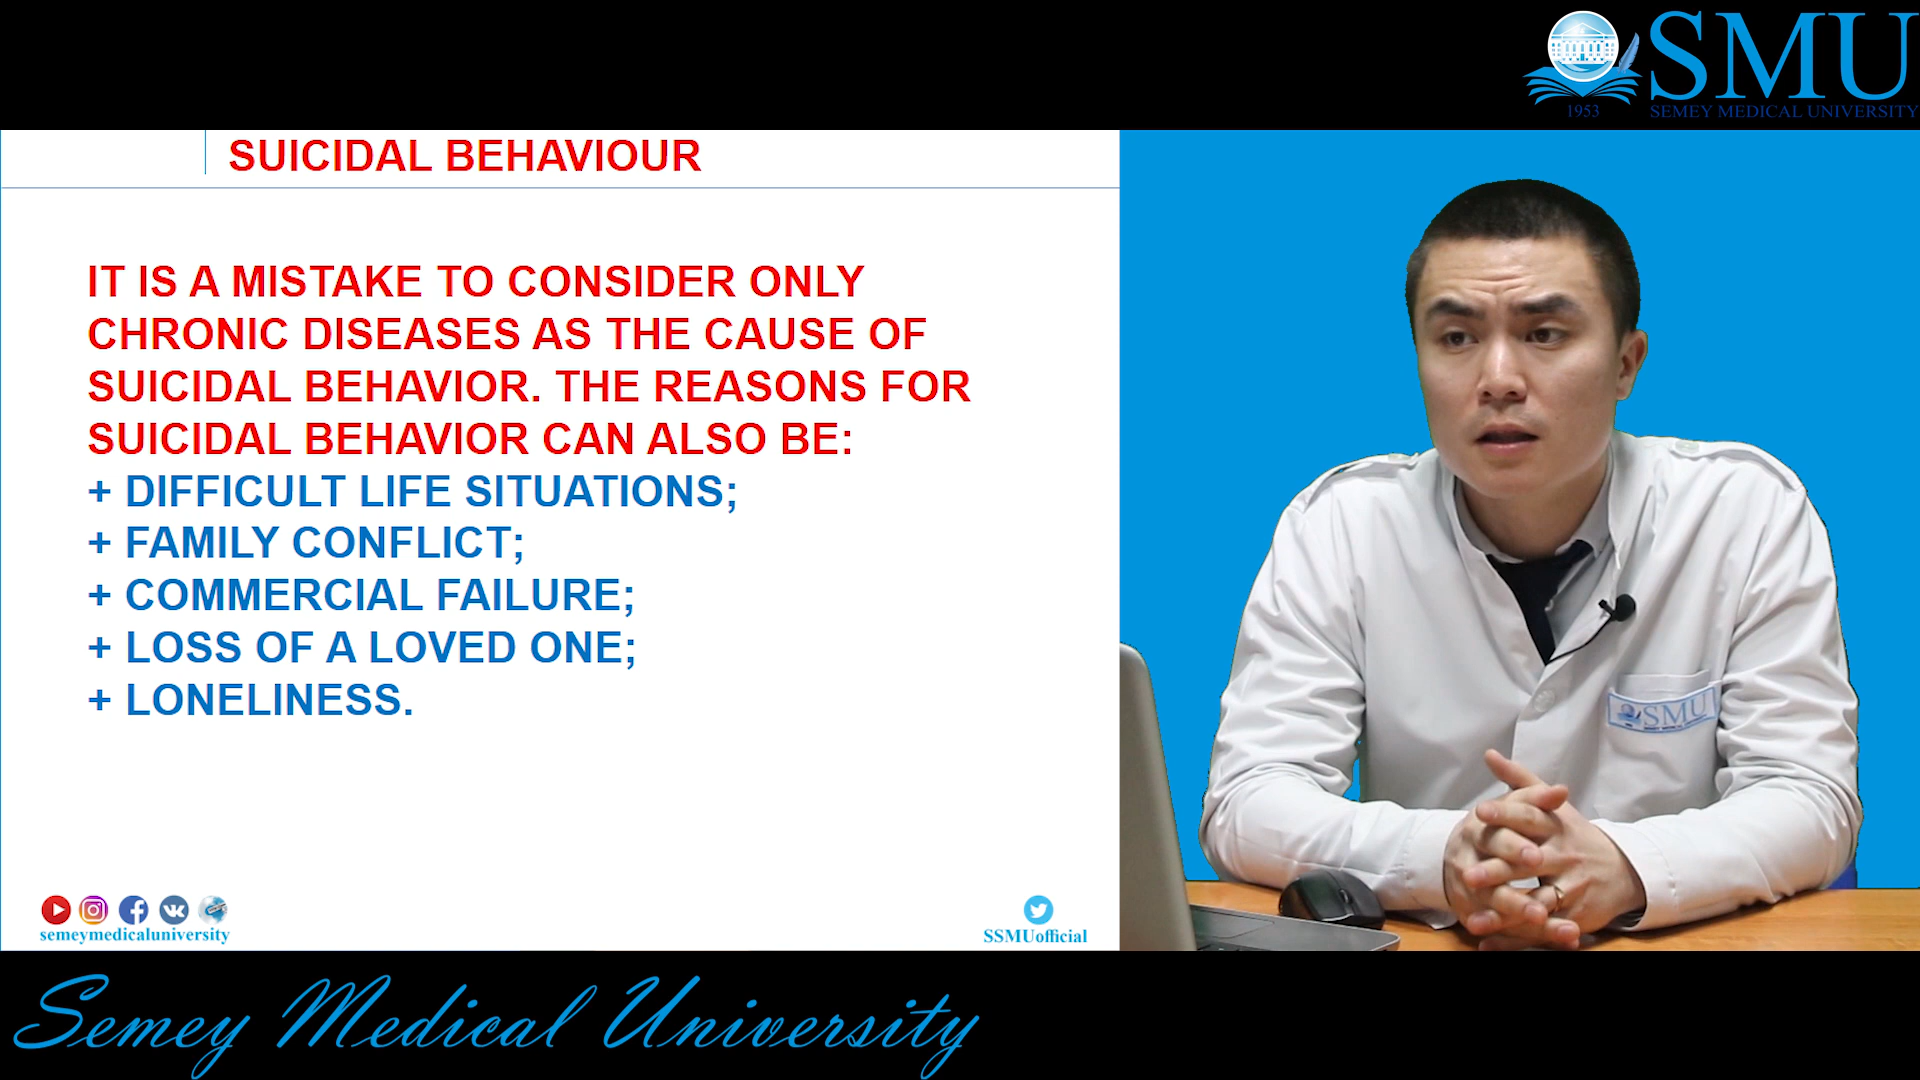 SMU
1953
SEMEY MEDICAL UNIVERSITY
SUICIDAL BEHAVIOUR
IT IS A MISTAKE TO CONSIDER ONLY
CHRONIC DISEASES AS THE CAUSE OF
SUICIDAL BEHAVIOR. THE REASONS FOR
SUICIDAL BEHAVIOR CAN ALSO BE:
+ DIFFICULT LIFE SITUATIONS;
+ FAMILY CONFLICT;
+ COMMERCIAL FAILURE;
+ LOSS OF A LOVED ONE;
+ LONELINESS.
SMU
semeymedicaluniversity
SSMUofficial
Semey Medical University